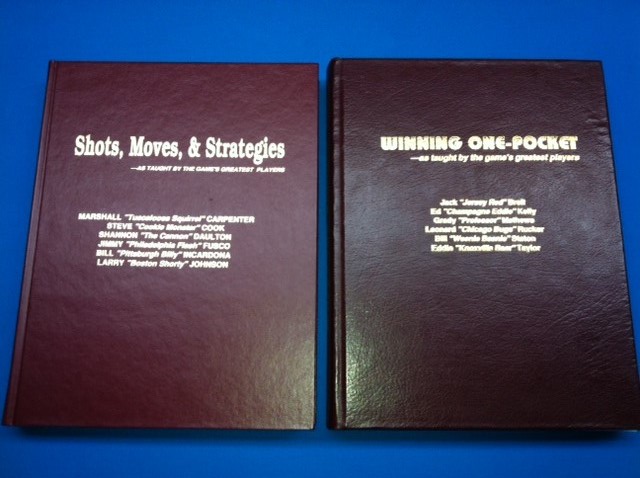 Shots, Moves, & Strategies
—AS TAUGHT BY THE GAME'S GREATEST PLAYERS
MARSHALL "Tuscaloosa Squirrel" CARPENTER
STEVE "Cookie Monster" COOK
SHANNON "The Cannon" DAULTON
JIMMY "Philadelphia Flash" FUSCO
BILL "Pittsburgh Billy" INCARDONA
LARRY "Boston Shorty" JOHNSON
WINNING ONE-POCKET
—as taught by the game's greatest players
Jack "Jersey Red" Breit
Ed "Champagne Eddie" Kelly
Grady "Professor" Mathews
Leonard "Chicago Bugs" Rucker
Bill "Weenie Beenie" Staton
Eddie "Knoxville Bear" Taylor